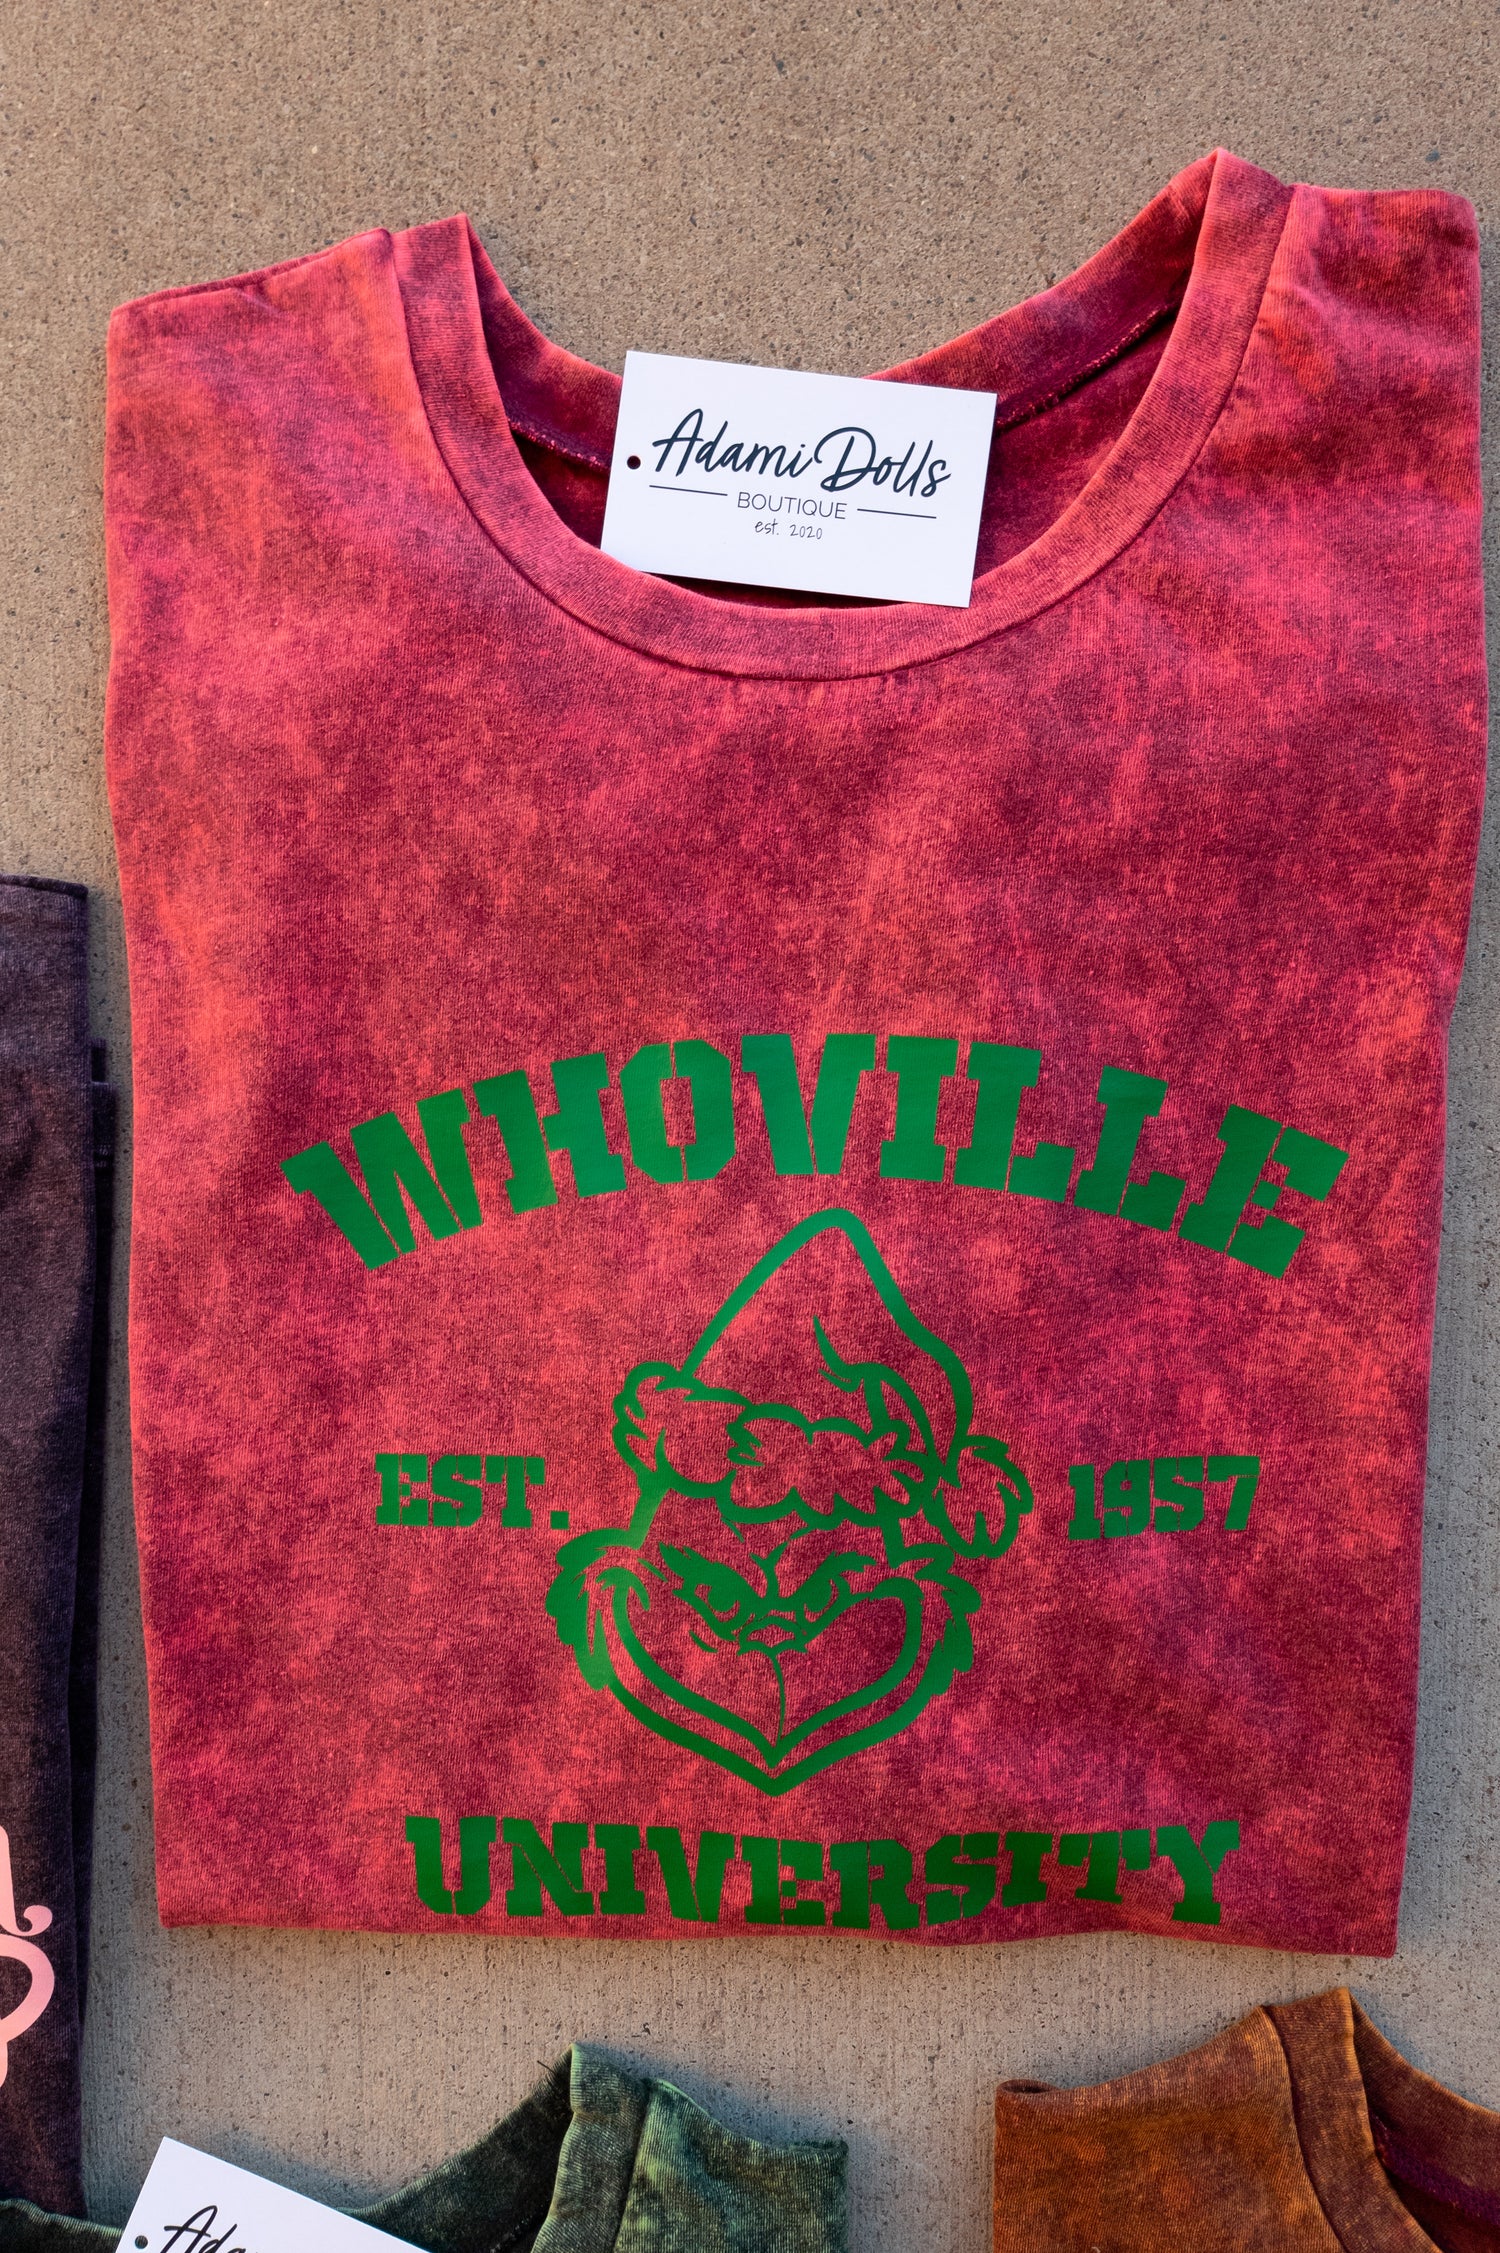 Adami Dolls
BOUTIQUE
est. 2020
WHOVILLE
EST. 1957
UNIVERSITY